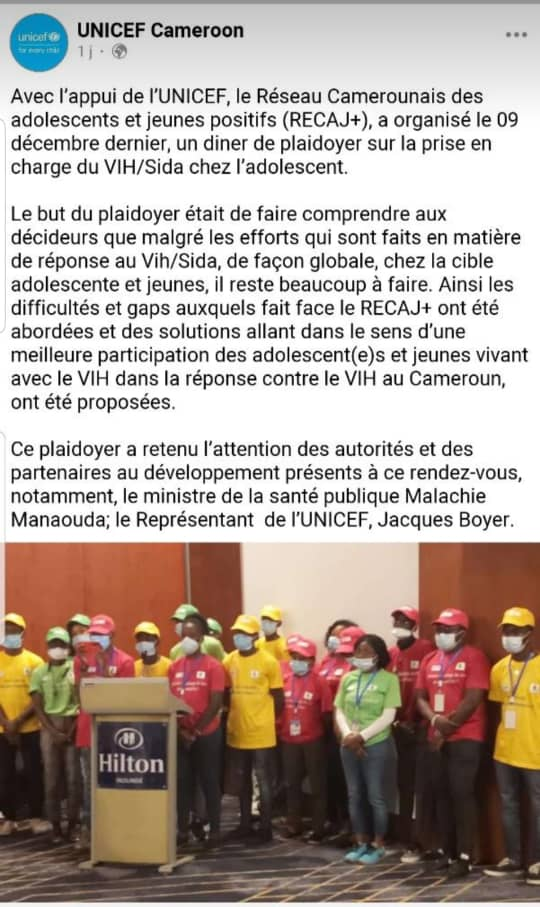 unicef
for every child
UNICEF Cameroon
1 j ·
Avec l'appui de l'UNICEF, le Réseau Camerounais des
adolescents et jeunes positifs (RECAJ+), a organisé le 09
décembre dernier, un diner de plaidoyer sur la prise en
charge du VIH/Sida chez l'adolescent.
Le but du plaidoyer était de faire comprendre aux
décideurs que malgré les efforts qui sont faits en matière
de réponse au Vih/Sida, de façon globale, chez la cible
adolescente et jeunes, il reste beaucoup à faire. Ainsi les
difficultés et gaps auxquels fait face le RECAJ+ ont été
abordées et des solutions allant dans le sens d'une
meilleure participation des adolescent(e)s et jeunes vivant
avec le VIH dans la réponse contre le VIH au Cameroun,
ont été proposées.
Ce plaidoyer a retenu l'attention des autorités et des
partenaires au développement présents à ce rendez-vous,
notamment, le ministre de la santé publique Malachie
Manaouda; le Représentant de l'UNICEF, Jacques Boyer.
Hilton